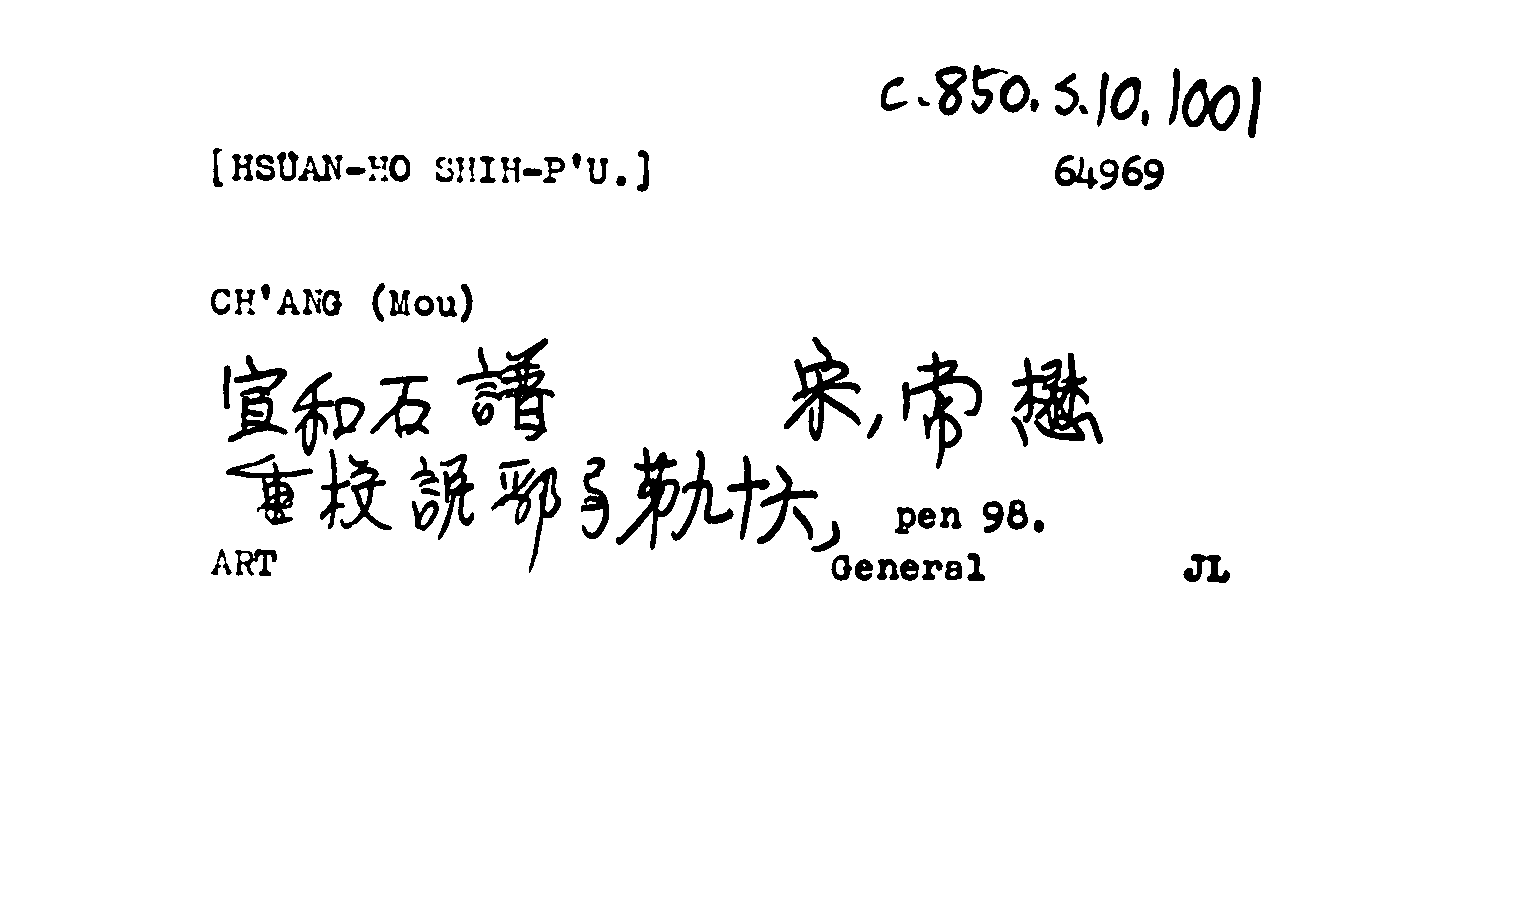 c.850.s.10.1001
[HSÜAN-HO SHIH-P'U.] 64969
CH'ANG (Mou)
宣和石譜 宋,常懋
重校說郛弓第九十六, pen 98.
ART General JL